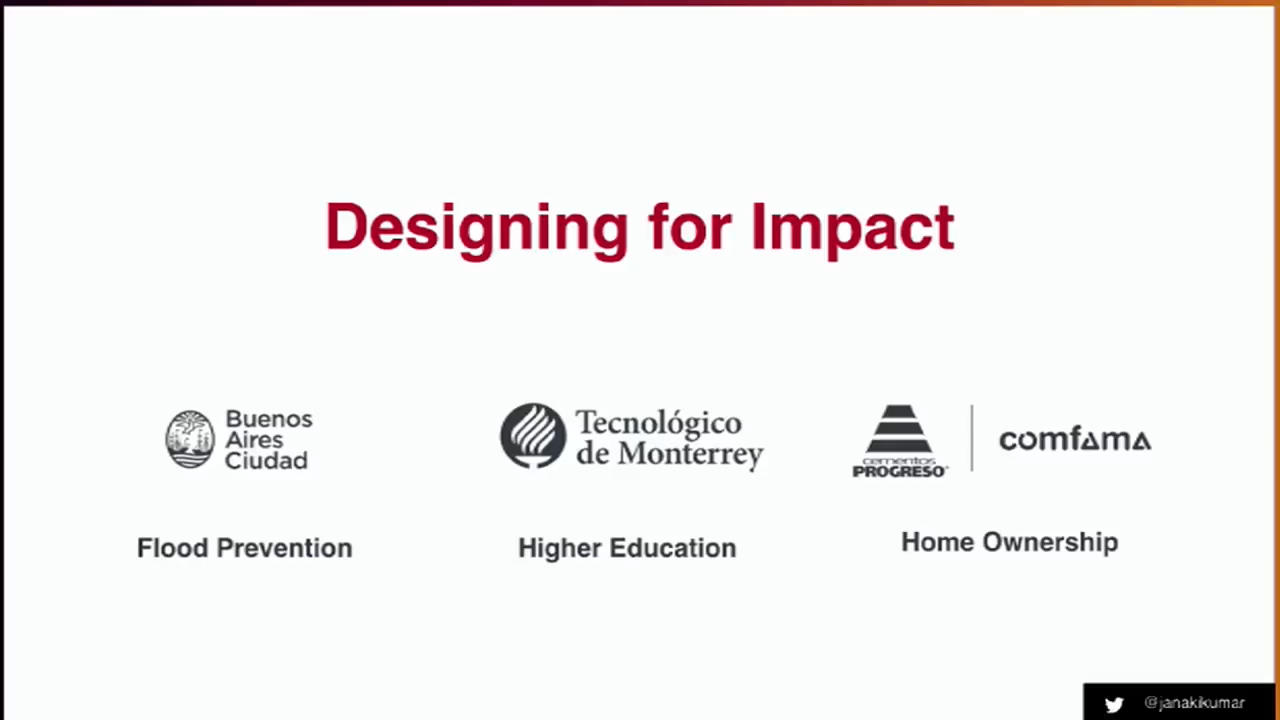 Designing for Impact
Buenos
Aires
Ciudad
Tecnológico
de Monterrey
cementos
PROGRESO
comfama
Flood Prevention
Higher Education
Home Ownership
@janakikumar